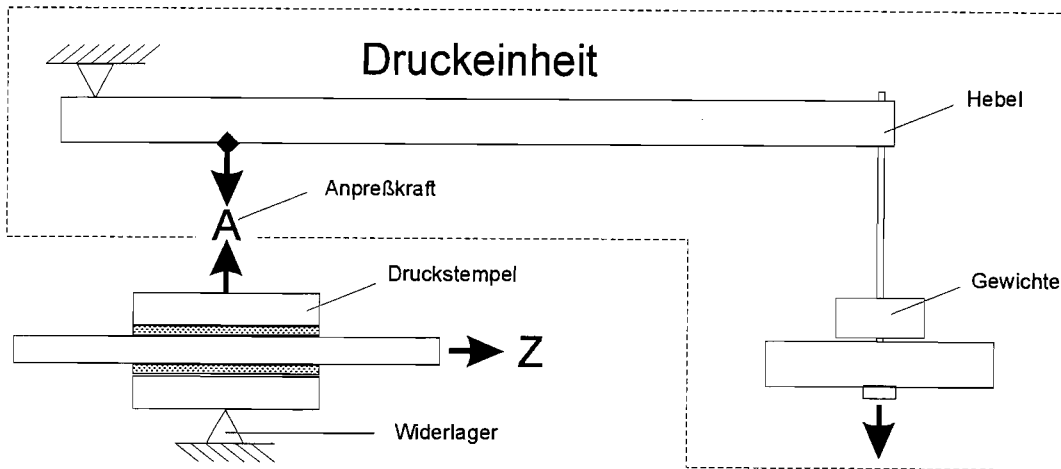 Druckeinheit
Hebel
Anpreßkraft
A
Druckstempel
Gewichte
Z
Widerlager